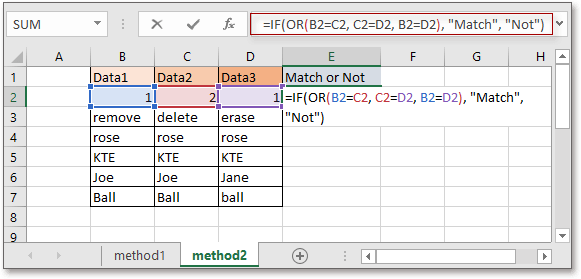 SUM =IF(OR(B2=C2, C2=D2, B2=D2), "Match", "Not")
A B C D E F G H
1 Data1 Data2 Data3 Match or Not
2 1 2 1 =IF(OR(B2=C2, C2=D2, B2=D2), "Match",
3 remove delete erase "Not")
4 rose rose rose
5 KTE KTE KTE
6 Joe Joe Jane
7 Ball Ball ball
8
9
method1 method2